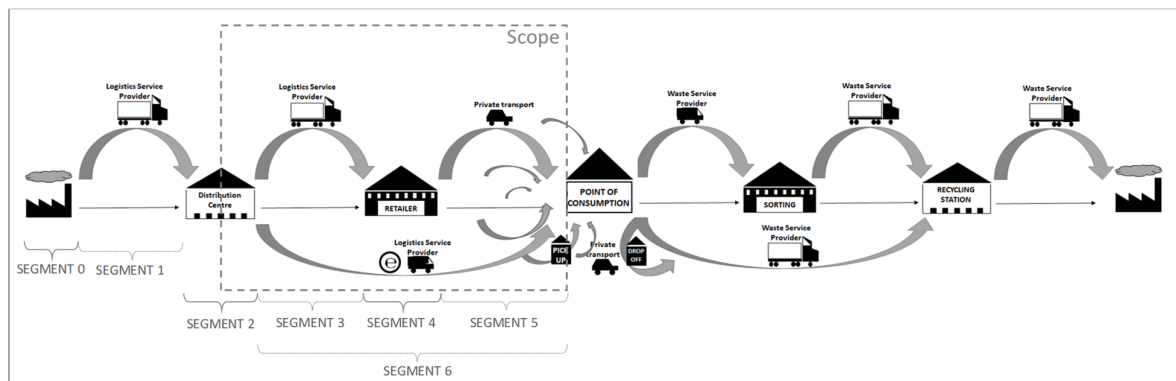 Scope
Logistics Service
Provider
Logistics Service
Provider
Private transport
Waste Service
Provider
Waste Service
Provider
Waste Service
Provider
Distribution
Centre
RETAILER
POINT OF
CONSUMPTION
SORTING
RECYCLING
STATION
Logistics Service
Provider
e
PICK
UP
Private
transport
DROP
OFF
Waste Service
Provider
SEGMENT 0
SEGMENT 1
SEGMENT 2
SEGMENT 3
SEGMENT 4
SEGMENT 5
SEGMENT 6